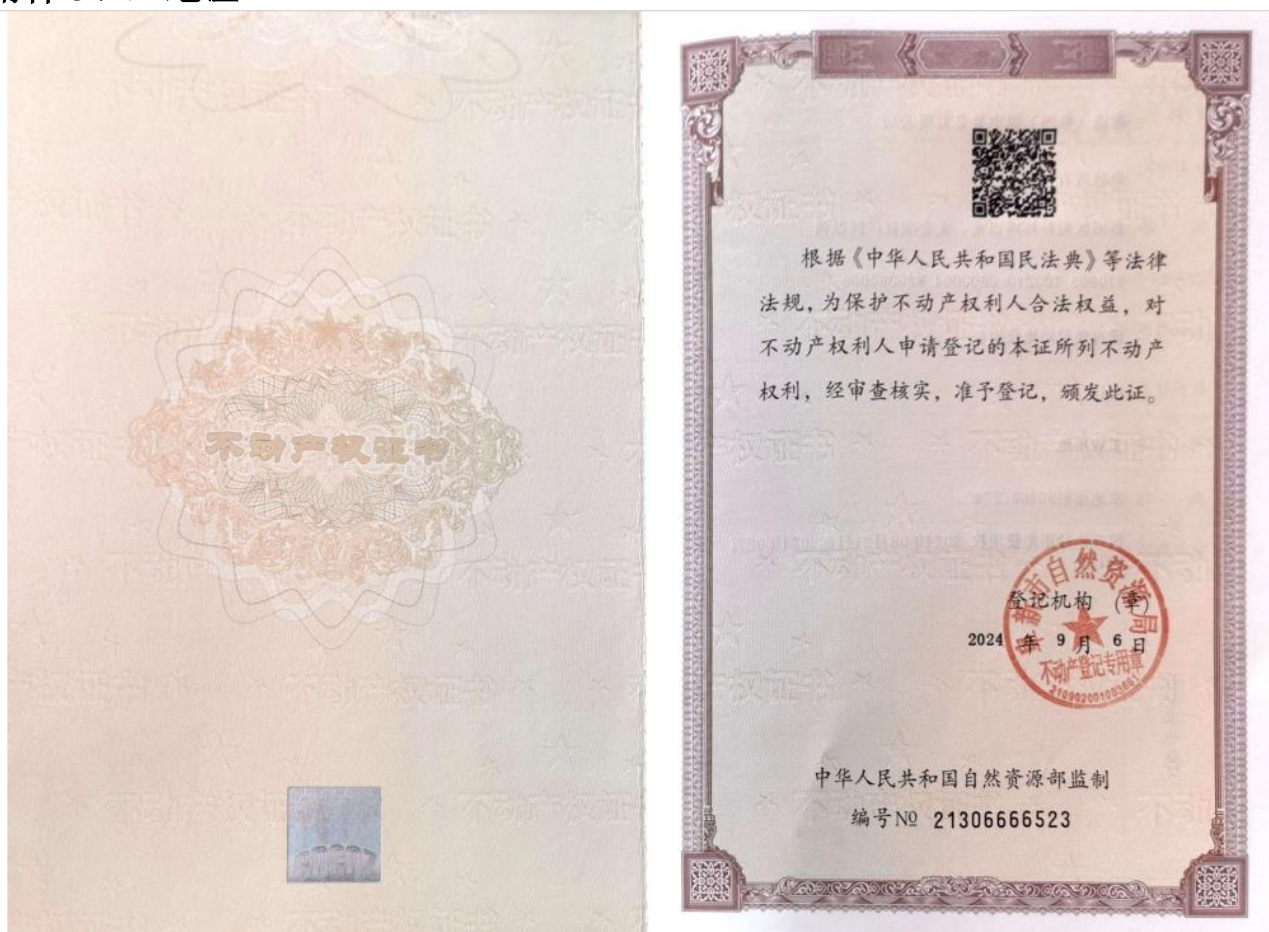 不动产权证书
根据《中华人民共和国民法典》等法律
法规，为保护不动产权利人合法权益，对
不动产权利人申请登记的本证所列不动产
权利，经审查核实，准予登记，颁发此证。
阜新市自然资源局
登记机构 （章）
2024 年 9 月 6 日
不动产登记专用章
中华人民共和国自然资源部监制
编号№ 21306666523